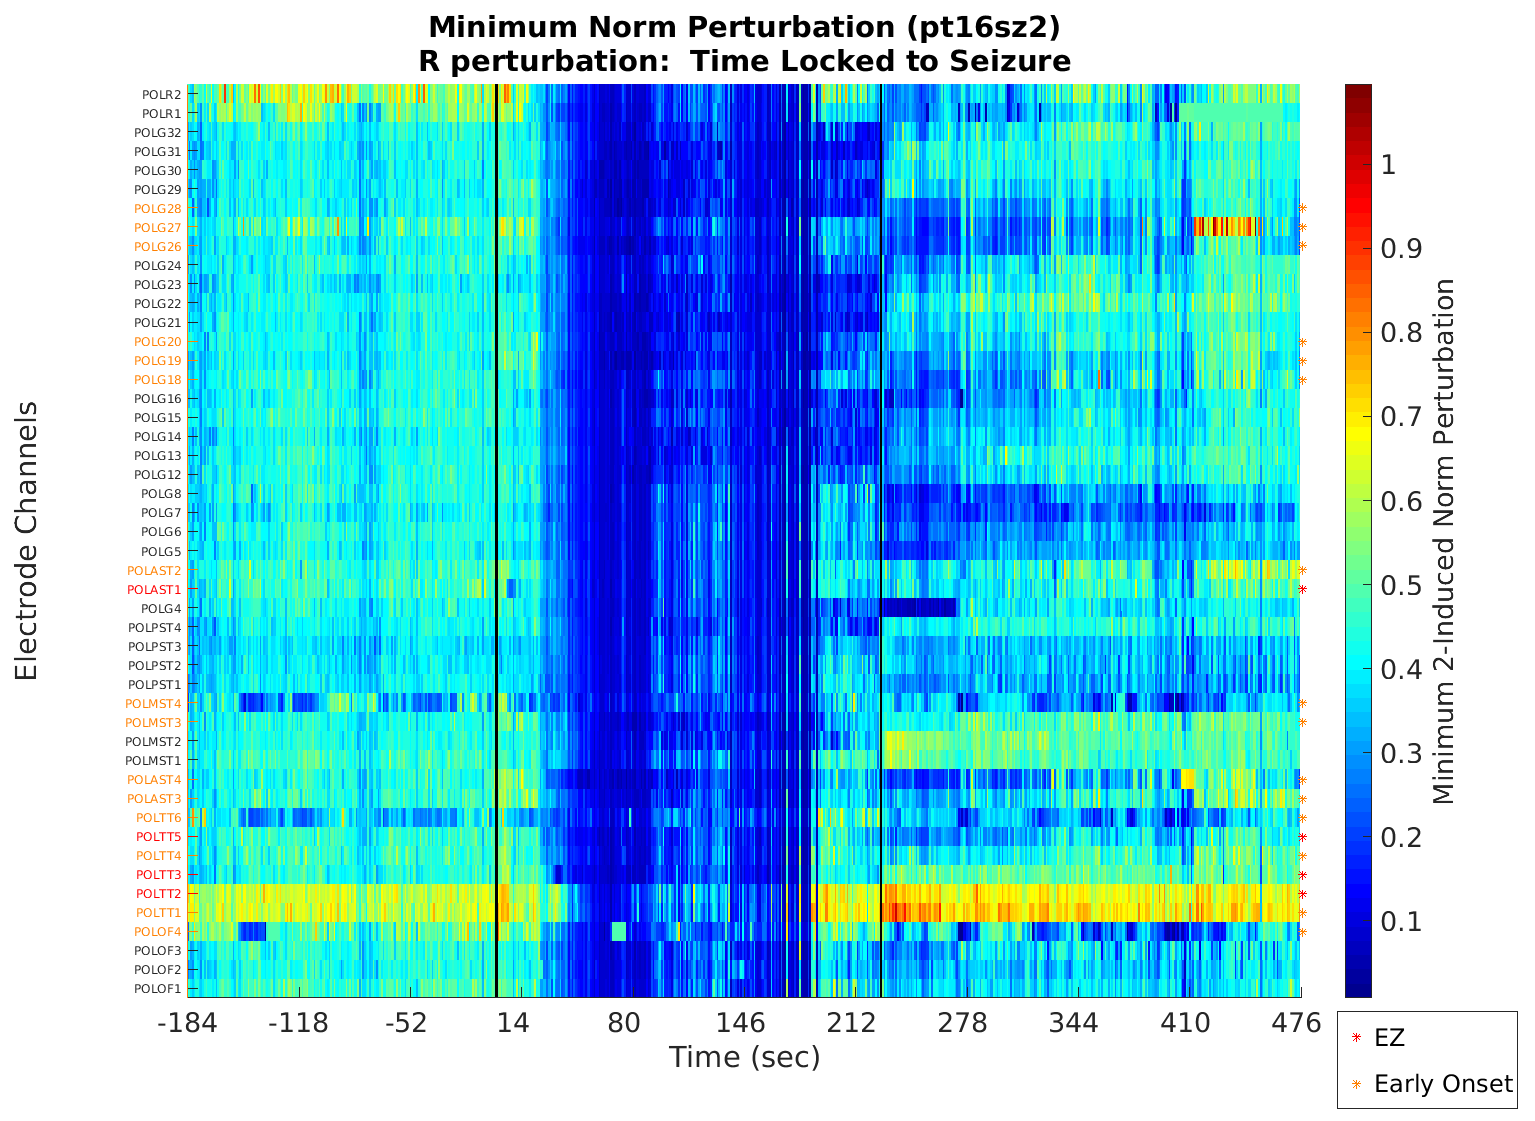 Minimum Norm Perturbation (pt16sz2)
R perturbation:  Time Locked to Seizure
Electrode Channels
POLR2
POLR1
POLG32
POLG31
POLG30
POLG29
POLG28
POLG27
POLG26
POLG24
POLG23
POLG22
POLG21
POLG20
POLG19
POLG18
POLG16
POLG15
POLG14
POLG13
POLG12
POLG8
POLG7
POLG6
POLG5
POLAST2
POLAST1
POLG4
POLPST4
POLPST3
POLPST2
POLPST1
POLMST4
POLMST3
POLMST2
POLMST1
POLAST4
POLAST3
POLTT6
POLTT5
POLTT4
POLTT3
POLTT2
POLTT1
POLOF4
POLOF3
POLOF2
POLOF1
-184 -118 -52 14 80 146 212 278 344 410 476
Time (sec)
1
0.9
0.8
0.7
0.6
0.5
0.4
0.3
0.2
0.1
Minimum 2-Induced Norm Perturbation
EZ
Early Onset